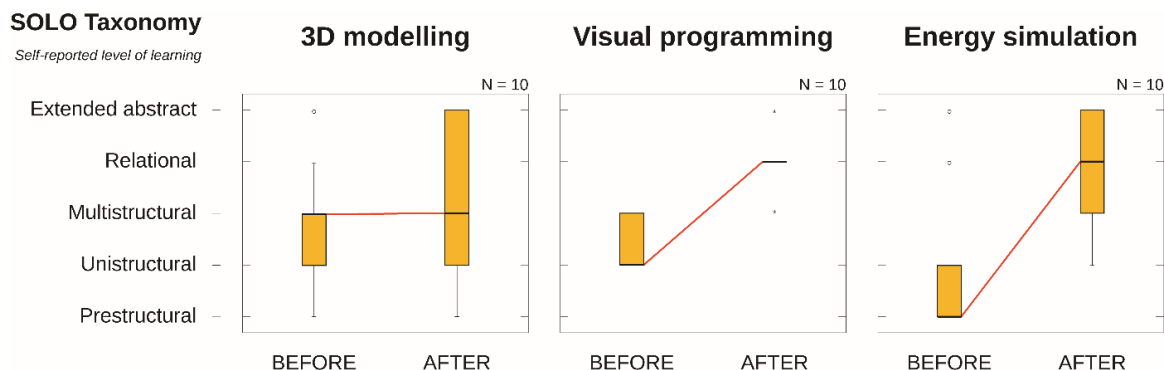 SOLO Taxonomy
Self-reported level of learning
3D modelling
Visual programming
Energy simulation
N = 10
N = 10
N = 10
Extended abstract
Relational
Multistructural
Unistructural
Prestructural
BEFORE
AFTER
BEFORE
AFTER
BEFORE
AFTER